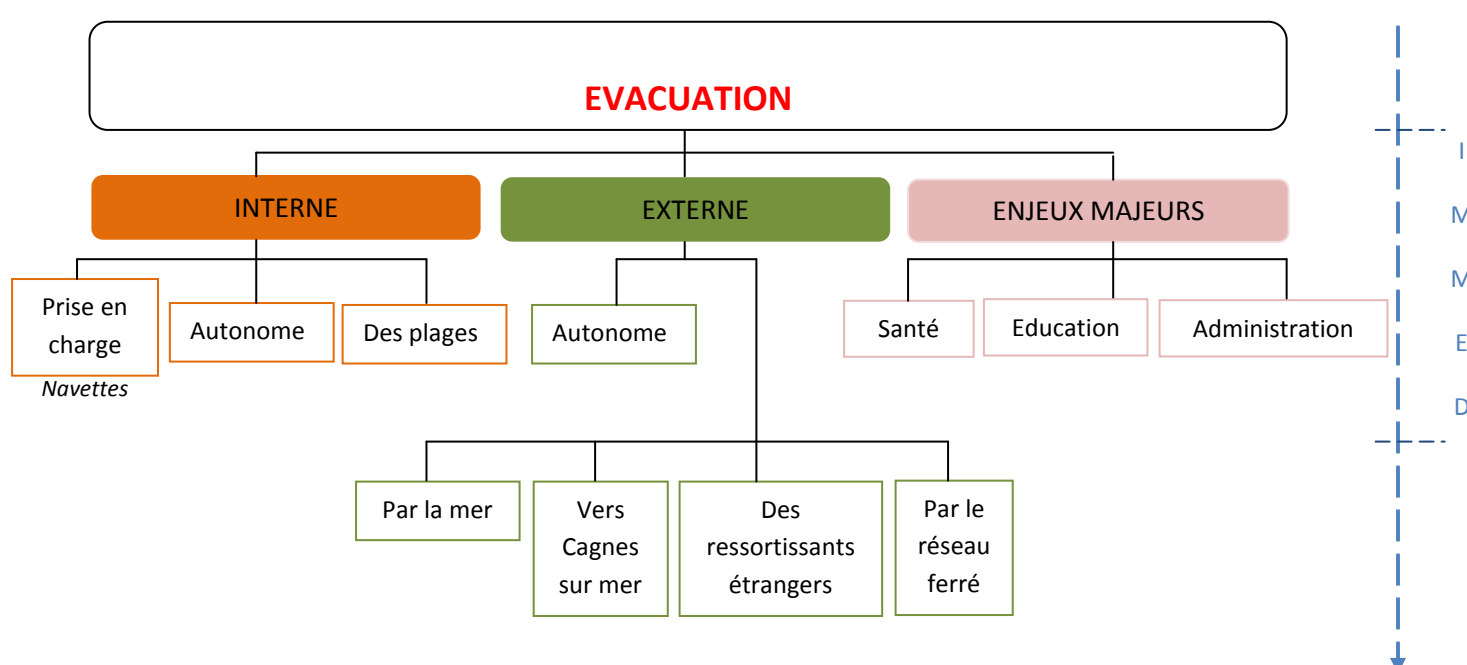 EVACUATION
INTERNE
EXTERNE
ENJEUX MAJEURS
Prise en
charge
Navettes
Autonome
Des plages
Autonome
Santé
Education
Administration
Par la mer
Vers
Cagnes
sur mer
Des
ressortissants
étrangers
Par le
réseau
ferré
I
M
M
E
D